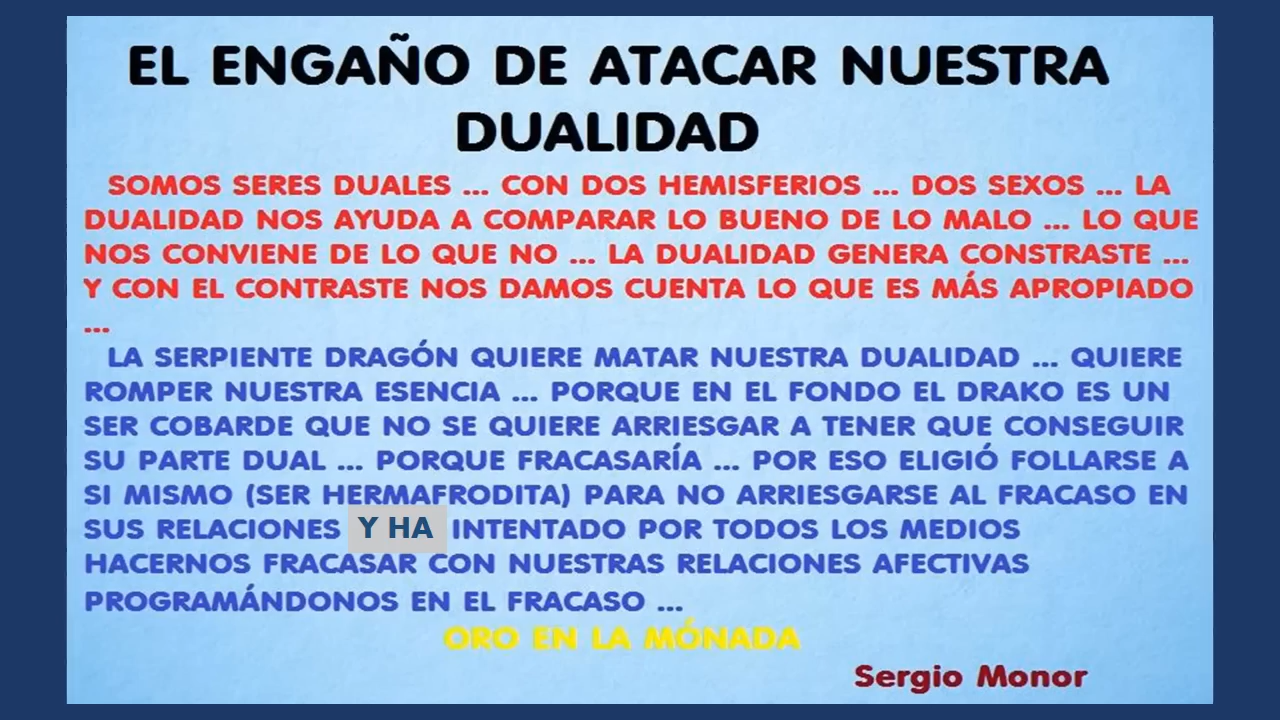 EL ENGAÑO DE ATACAR NUESTRA
DUALIDAD
SOMOS SERES DUALES ... CON DOS HEMISFERIOS ... DOS SEXOS ... LA
DUALIDAD NOS AYUDA A COMPARAR LO BUENO DE LO MALO ... LO QUE
NOS CONVIENE DE LO QUE NO ... LA DUALIDAD GENERA CONSTRASTE ...
Y CON EL CONTRASTE NOS DAMOS CUENTA LO QUE ES MÁS APROPIADO
...
LA SERPIENTE DRAGÓN QUIERE MATAR NUESTRA DUALIDAD ... QUIERE
ROMPER NUESTRA ESENCIA ... PORQUE EN EL FONDO EL DRAKO ES UN
SER COBARDE QUE NO SE QUIERE ARRIESGAR A TENER QUE CONSEGUIR
SU PARTE DUAL ... PORQUE FRACASARÍA ... POR ESO ELIGIÓ FOLLARSE A
SI MISMO (SER HERMAFRODITA) PARA NO ARRIESGARSE AL FRACASO EN
SUS RELACIONES Y HA INTENTADO POR TODOS LOS MEDIOS
HACERNOS FRACASAR CON NUESTRAS RELACIONES AFECTIVAS
PROGRAMÁNDONOS EN EL FRACASO ...
ORO EN LA MÓNADA
Sergio Monor